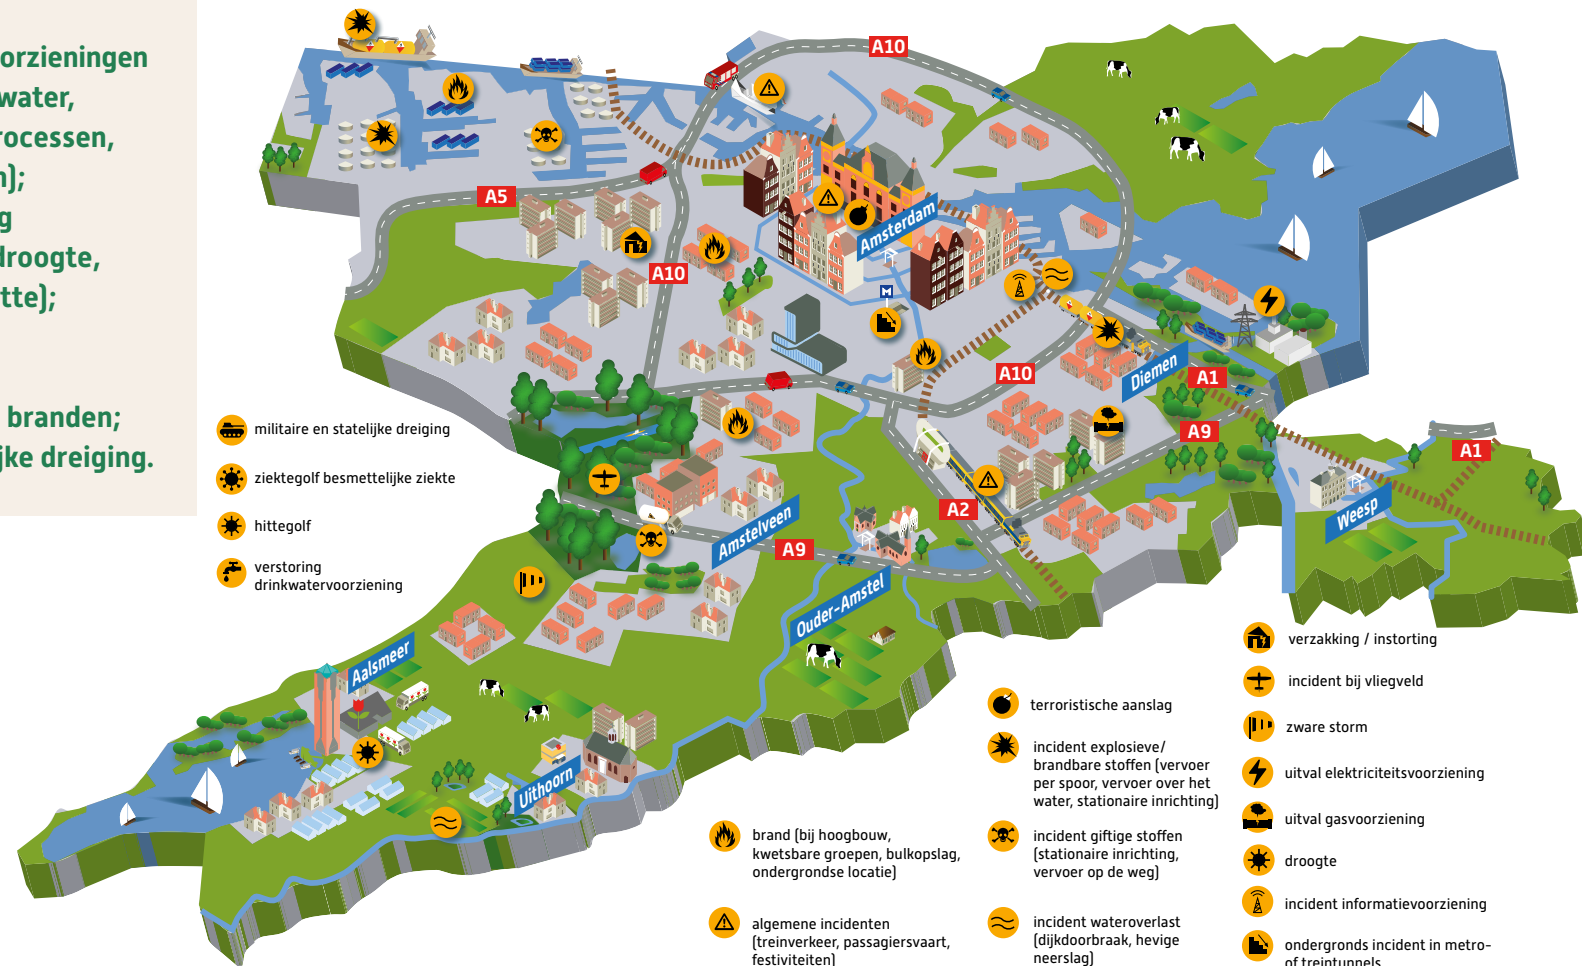 orzieningen
water,
rocessen,
n);
g
droogte,
tte);
branden;
jke dreiging.
A10
A5
Amsterdam
A10
M
A10
Diemen
A1
A9
A1
A2
Weesp
Amstelveen
A9
Ouder-Amstel
Aalsmeer
Uithoorn
militaire en statelijke dreiging
ziektegolf besmettelijke ziekte
hittegolf
verstoring
drinkwatervoorziening
brand (bij hoogbouw,
kwetsbare groepen, bulkopslag,
ondergrondse locatie)
algemene incidenten
(treinverkeer, passagiersvaart,
festiviteiten)
terroristische aanslag
incident explosieve/
brandbare stoffen (vervoer
per spoor, vervoer over het
water, stationaire inrichting)
incident giftige stoffen
(stationaire inrichting,
vervoer op de weg)
incident wateroverlast
(dijkdoorbraak, hevige
neerslag)
verzakking / instorting
incident bij vliegveld
zware storm
uitval elektriciteitsvoorziening
uitval gasvoorziening
droogte
incident informatievoorziening
ondergronds incident in metro-
of treintunnels